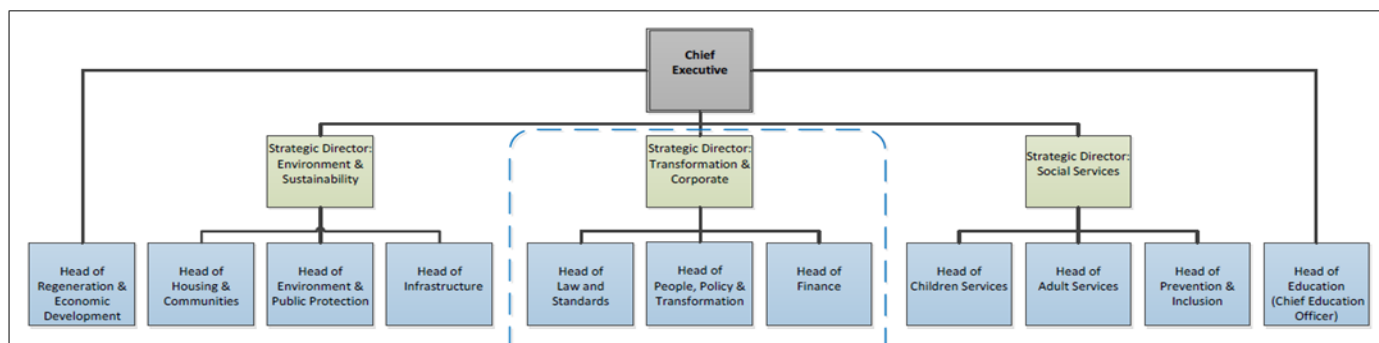 Chief
Executive
Strategic Director:
Environment &
Sustainability
Strategic Director:
Transformation &
Corporate
Strategic Director:
Social Services
Head of
Regeneration &
Economic
Development
Head of
Housing &
Communities
Head of
Environment &
Public Protection
Head of
Infrastructure
Head of
Law and
Standards
Head of
People, Policy &
Transformation
Head of
Finance
Head of
Children Services
Head of
Adult Services
Head of
Prevention &
Inclusion
Head of
Education
(Chief Education
Officer)